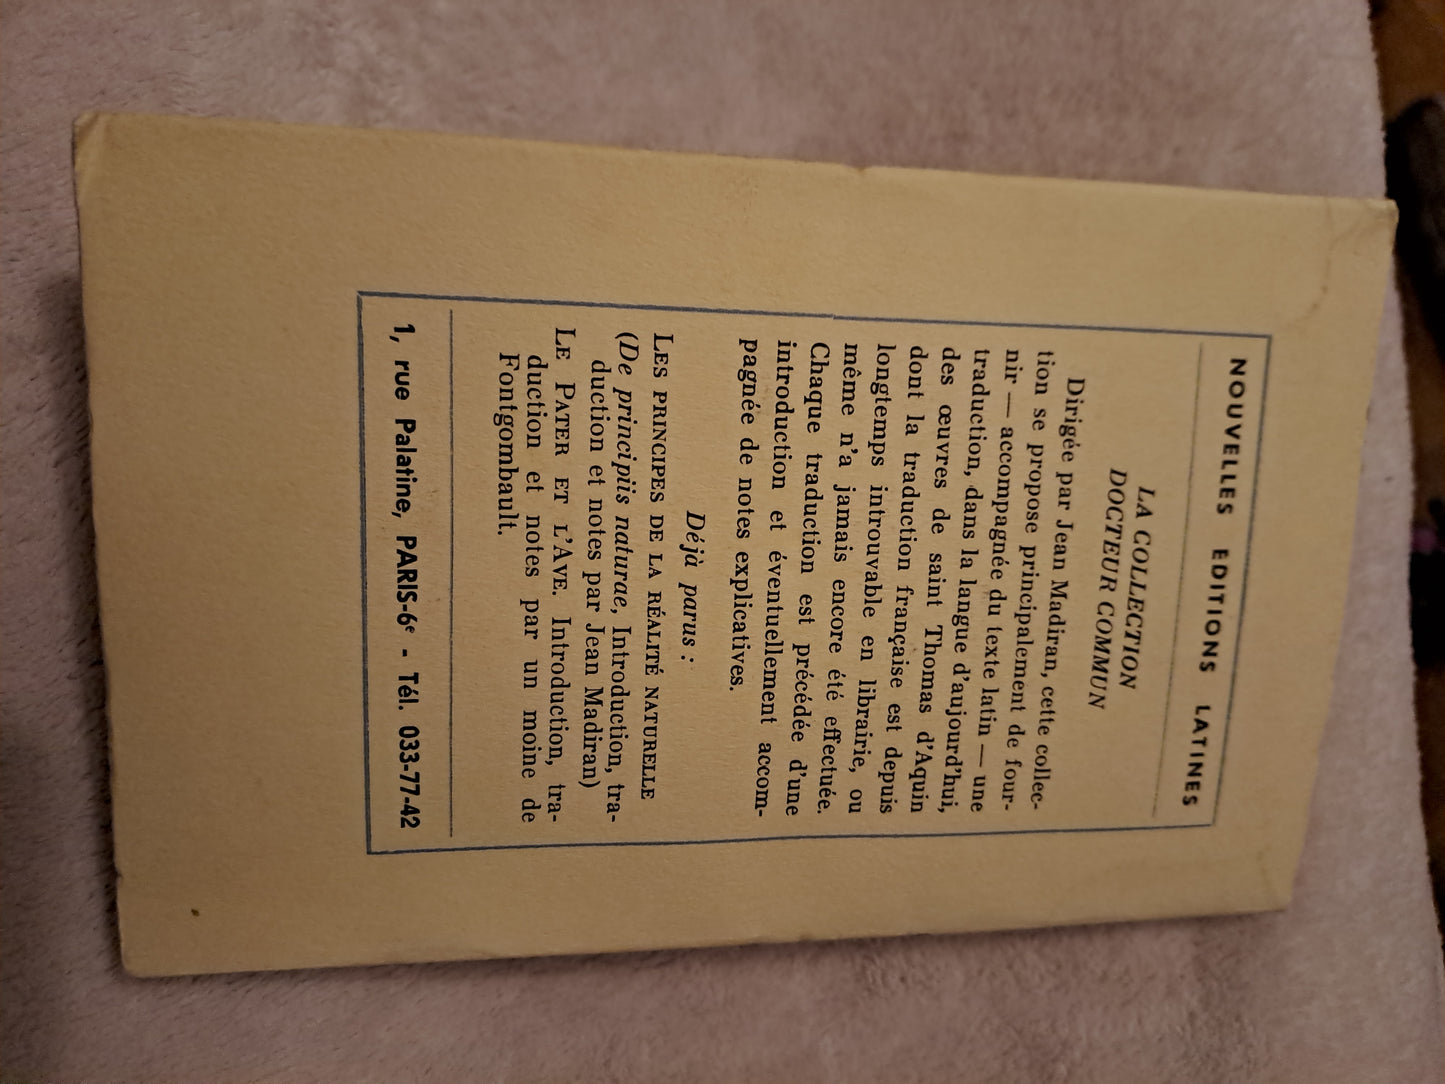 NOUVELLES EDITIONS LATINES
LA COLLECTION
DOCTEUR COMMUN
Dirigée par Jean Madiran, cette collec-
tion se propose principalement de four-
nir — accompagnée du texte latin — une
traduction, dans la langue d'aujourd'hui,
des œuvres de saint Thomas d'Aquin
dont la traduction française est depuis
longtemps introuvable en librairie, ou
même n'a jamais encore été effectuée.
Chaque traduction est précédée d'une
introduction et éventuellement accom-
pagnée de notes explicatives.
Déjà parus :
LES PRINCIPES DE LA RÉALITÉ NATURELLE
(De principiis naturae, Introduction, tra-
duction et notes par Jean Madiran)
LE PATER ET L'AVE. Introduction, tra-
duction et notes par un moine de
Fontgombault.
1, rue Palatine, PARIS-6e - Tél. 033-77-42